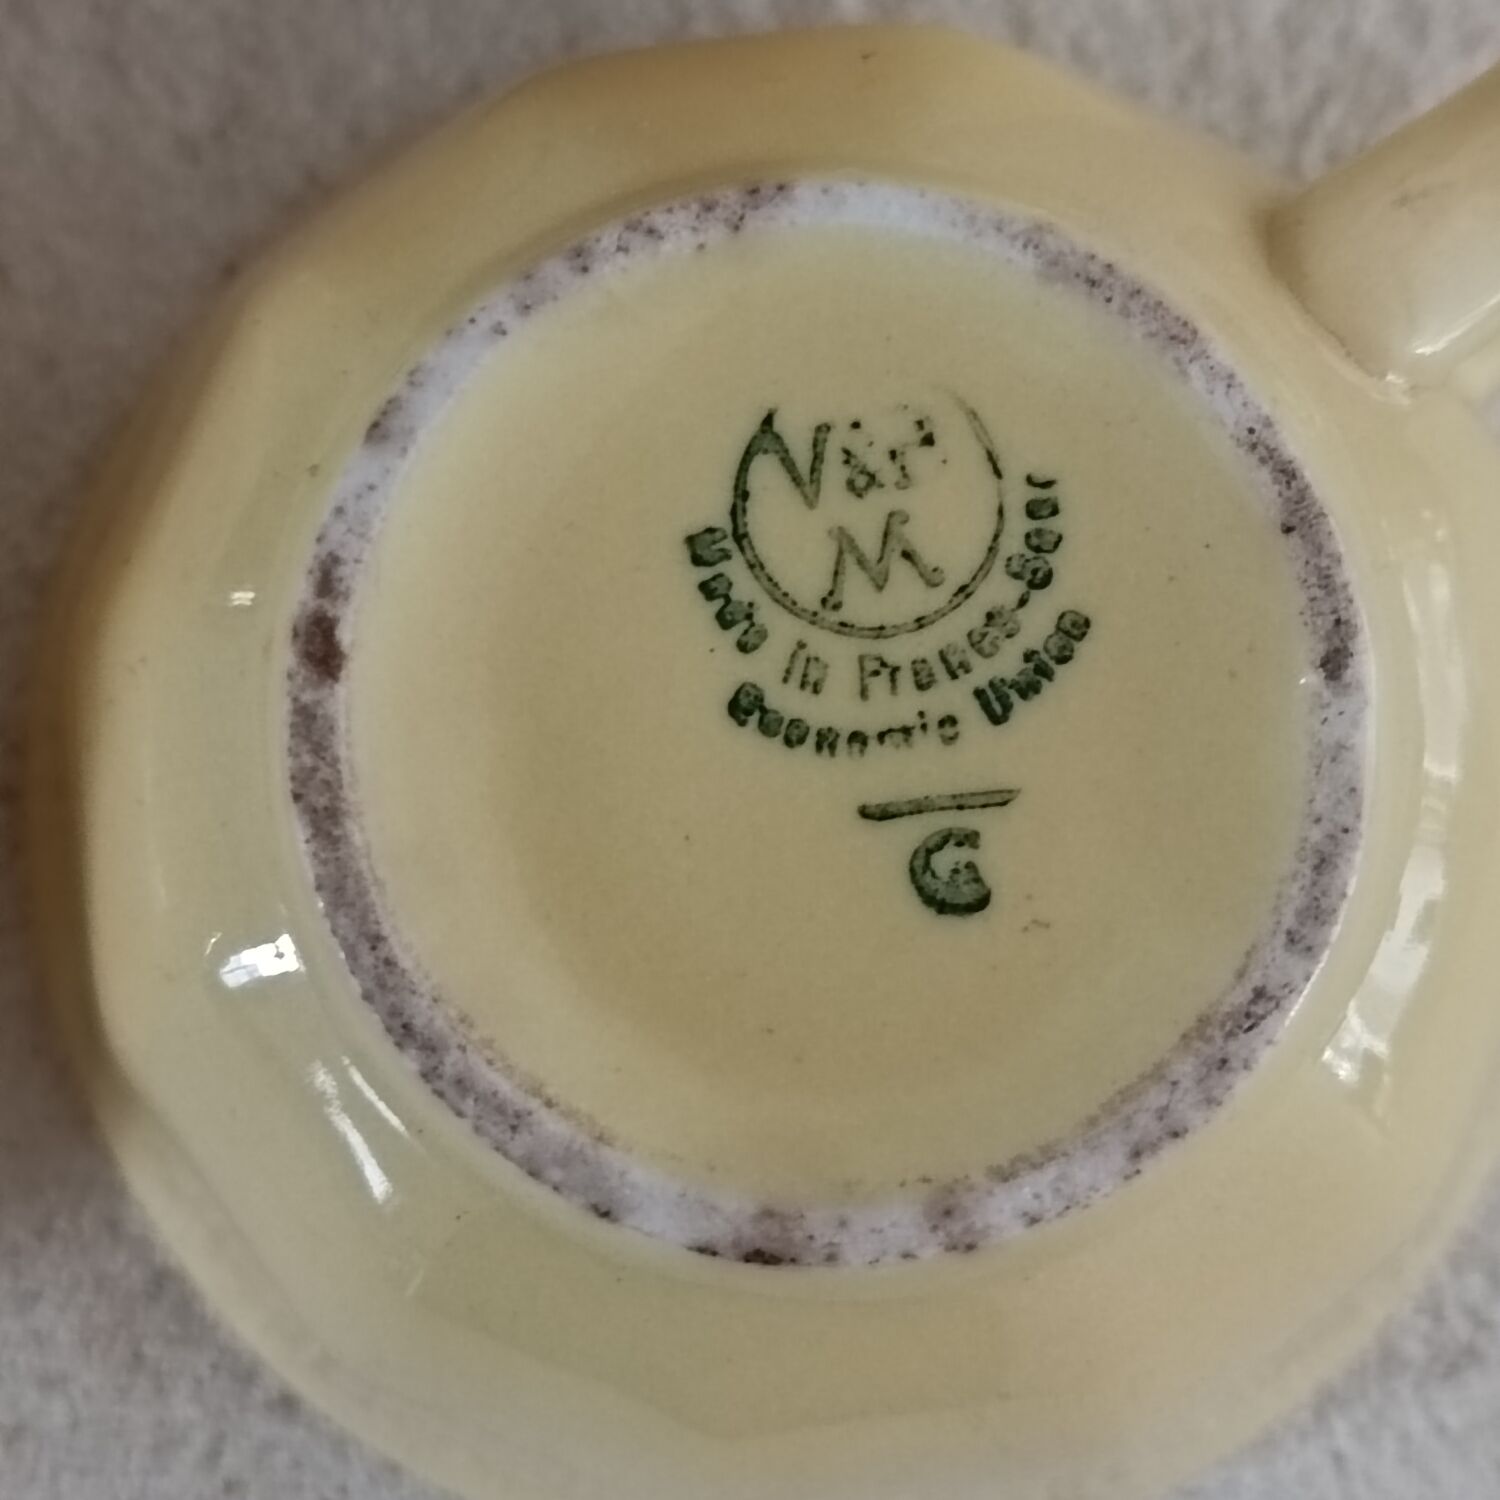 V&B
M
Made in France-Saar
Economic Union
G